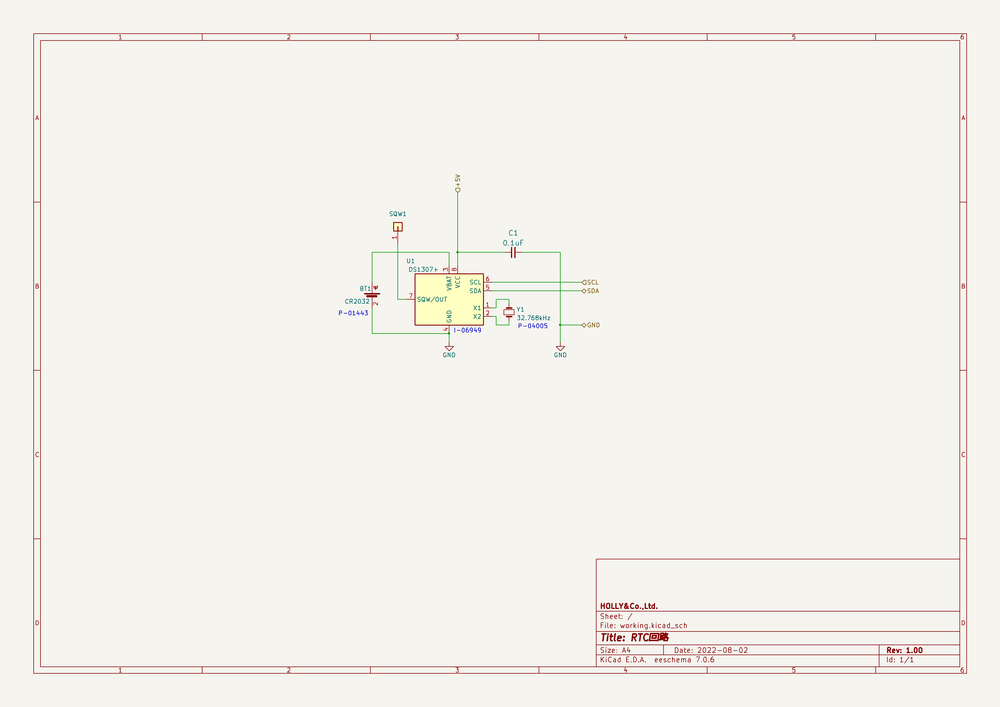 1 2 3 4 5 6
A A
+5V
SQW1
1
C1
0.1uF
U1
DS1307+
3 8
VBAT VCC
SCL 6 SCL
SDA 5 SDA
B B
BT1 +
CR2032 2
7 SQW/OUT
X1 1
X2 2
Y1
32.768kHz
P-01443
GND
P-04005
GND
4 I-06949
GND GND
C C
HOLLY&Co.,Ltd.
Sheet: /
File: working.kicad_sch
D D
Title: RTC回路
Size: A4 Date: 2022-08-02 Rev: 1.00
KiCad E.D.A. eeschema 7.0.6 Id: 1/1
1 2 3 4 5 6